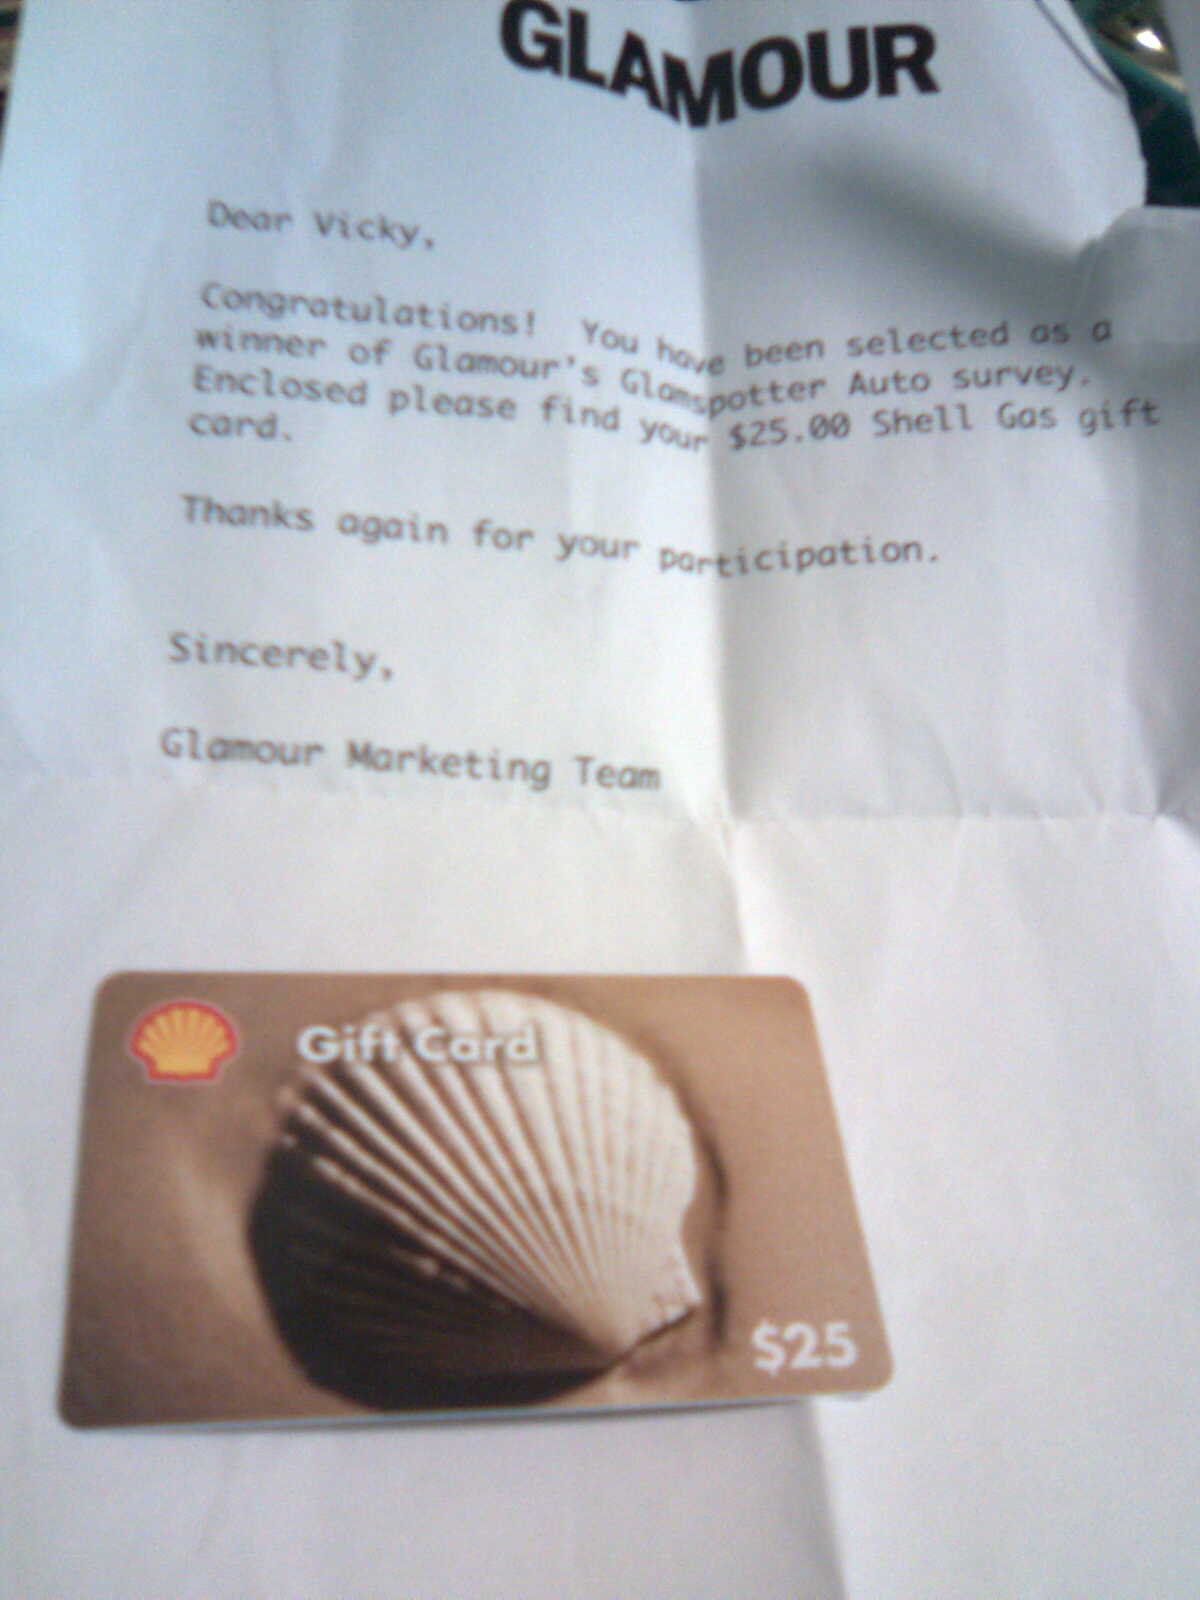 GLAMOUR
Dear Vicky,
Congratulations!  You have been selected as a
winner of Glamour's Glamspotter Auto survey.
Enclosed please find your $25.00 Shell Gas gift
card.
Thanks again for your participation.
Sincerely,
Glamour Marketing Team
Gift Card
$25